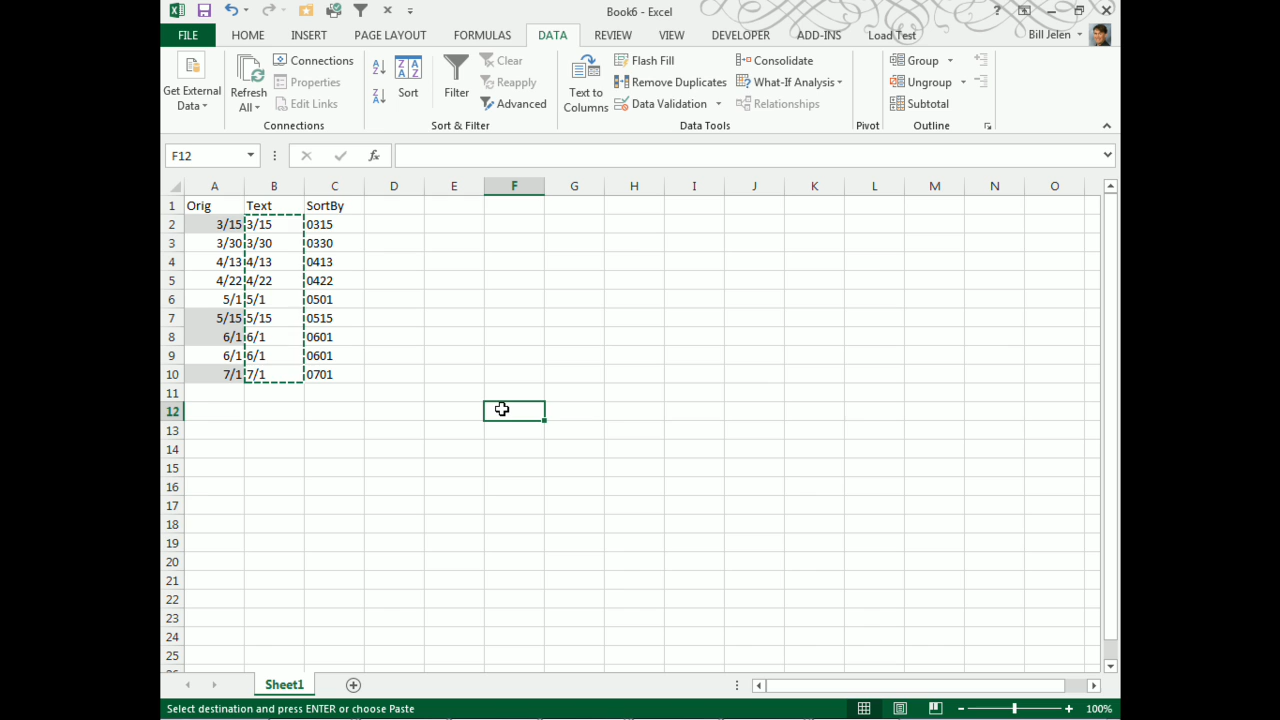 Book6 - Excel
?
FILE HOME INSERT PAGE LAYOUT FORMULAS DATA REVIEW VIEW DEVELOPER ADD-INS Load Test Bill Jelen
Get External Data
Refresh All
Connections
Properties
Edit Links
Connections
Sort
Filter
Clear
Reapply
Advanced
Sort & Filter
Text to Columns
Flash Fill
Remove Duplicates
Data Validation
Consolidate
What-If Analysis
Relationships
Data Tools
Pivot
Group
Ungroup
Subtotal
Outline
F12 fx
A B C D E F G H I J K L M N O
1 Orig Text SortBy
2 3/15 3/15 0315
3 3/30 3/30 0330
4 4/13 4/13 0413
5 4/22 4/22 0422
6 5/1 5/1 0501
7 5/15 5/15 0515
8 6/1 6/1 0601
9 6/1 6/1 0601
10 7/1 7/1 0701
11
12
13
14
15
16
17
18
19
20
21
22
23
24
25
Sheet1
Select destination and press ENTER or choose Paste 100%